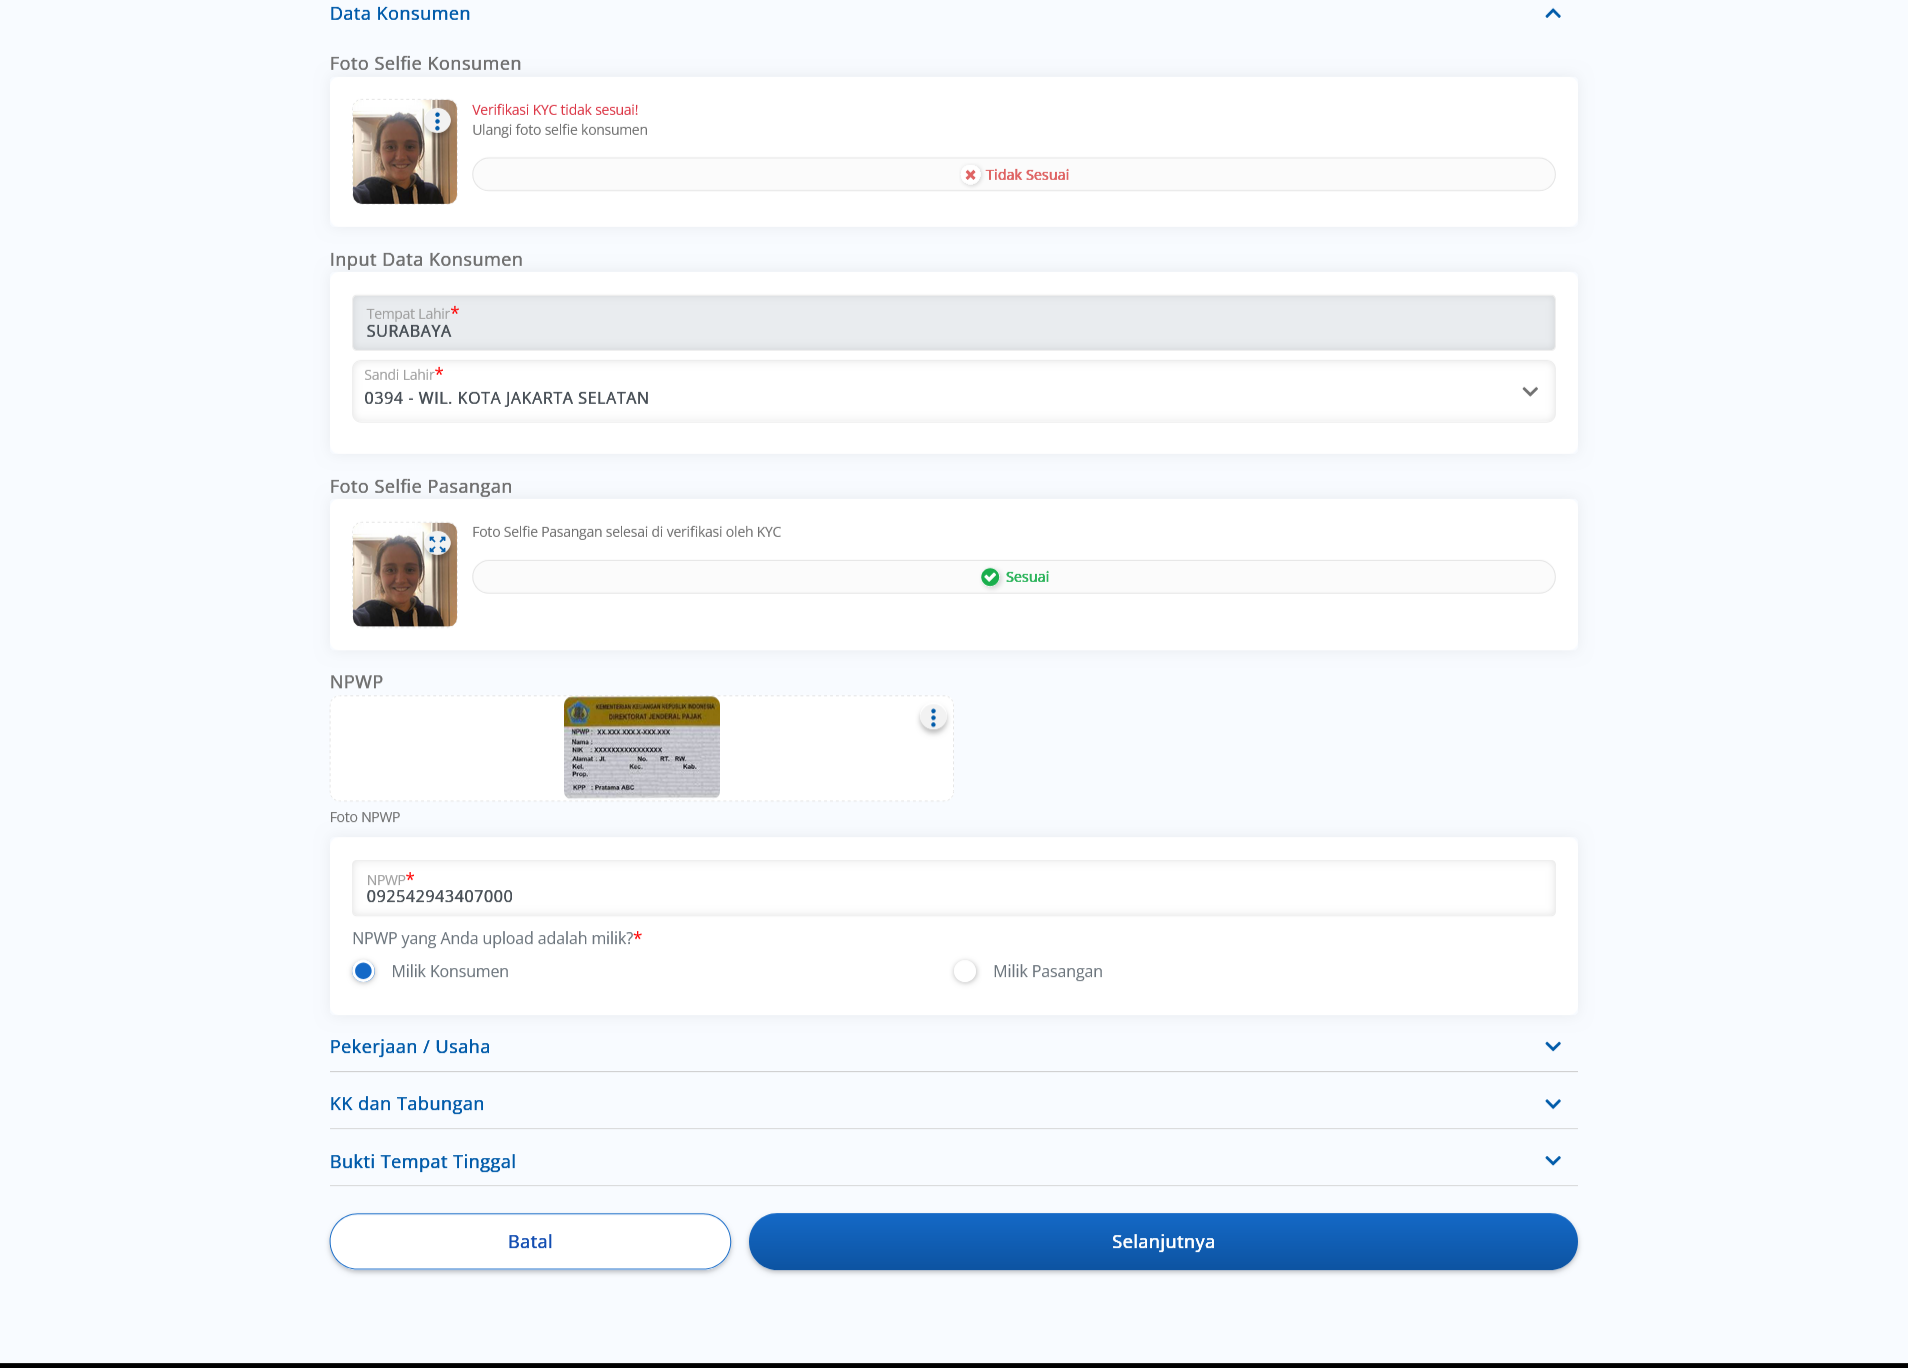 Data Konsumen
Foto Selfie Konsumen
Verifikasi KYC tidak sesuai!
Ulangi foto selfie konsumen
Tidak Sesuai
Input Data Konsumen
Tempat Lahir*
SURABAYA
Sandi Lahir*
0394 - WIL. KOTA JAKARTA SELATAN
Foto Selfie Pasangan
Foto Selfie Pasangan selesai di verifikasi oleh KYC
Sesuai
NPWP
KEMENTERIAN KEUANGAN REPUBLIK INDONESIA
DIREKTORAT JENDERAL PAJAK
NPWP : XX.XXX.XXX.X-XXX.XXX
Nama :
NIK : XXXXXXXXXXXXXXXX
Alamat : Jl. No. RT. RW.
Kel. Kec. Kab.
Prop.
KPP : Pratama ABC
Foto NPWP
NPWP*
092542943407000
NPWP yang Anda upload adalah milik?*
Milik Konsumen Milik Pasangan
Pekerjaan / Usaha
KK dan Tabungan
Bukti Tempat Tinggal
Batal Selanjutnya